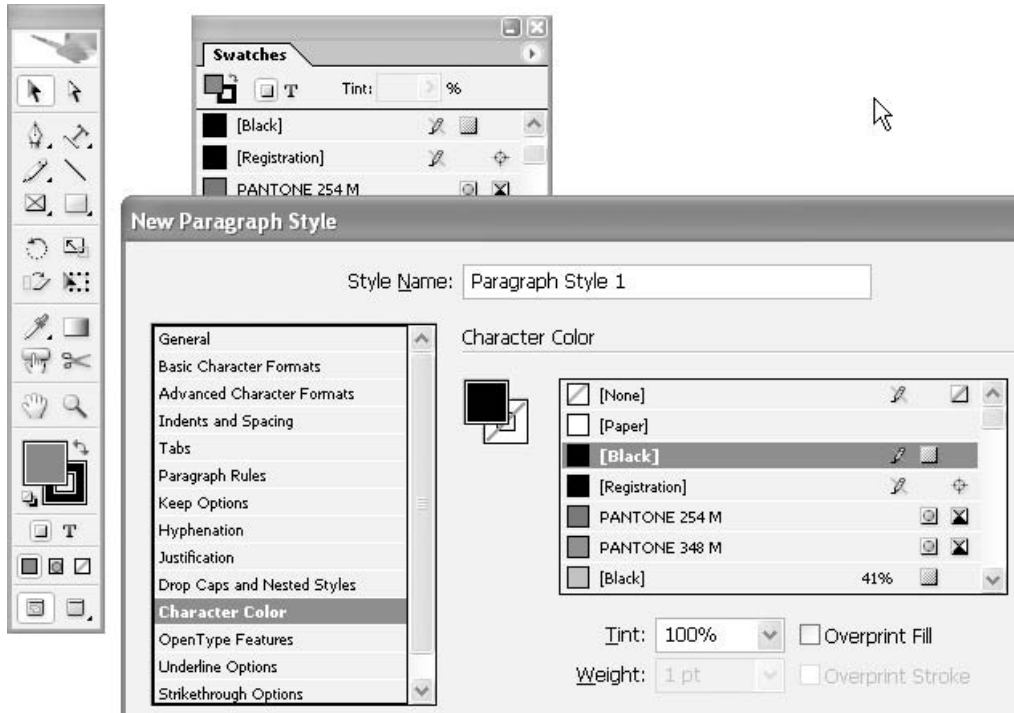 Swatches
T Tint: %
[Black]
[Registration]
PANTONE 254 M
New Paragraph Style
Style Name: Paragraph Style 1
General
Basic Character Formats
Advanced Character Formats
Indents and Spacing
Tabs
Paragraph Rules
Keep Options
Hyphenation
Justification
Drop Caps and Nested Styles
Character Color
OpenType Features
Underline Options
Strikethrough Options
Character Color
[None]
[Paper]
[Black]
[Registration]
PANTONE 254 M
PANTONE 348 M
[Black] 41%
Tint: 100% Overprint Fill
Weight: 1 pt Overprint Stroke
T